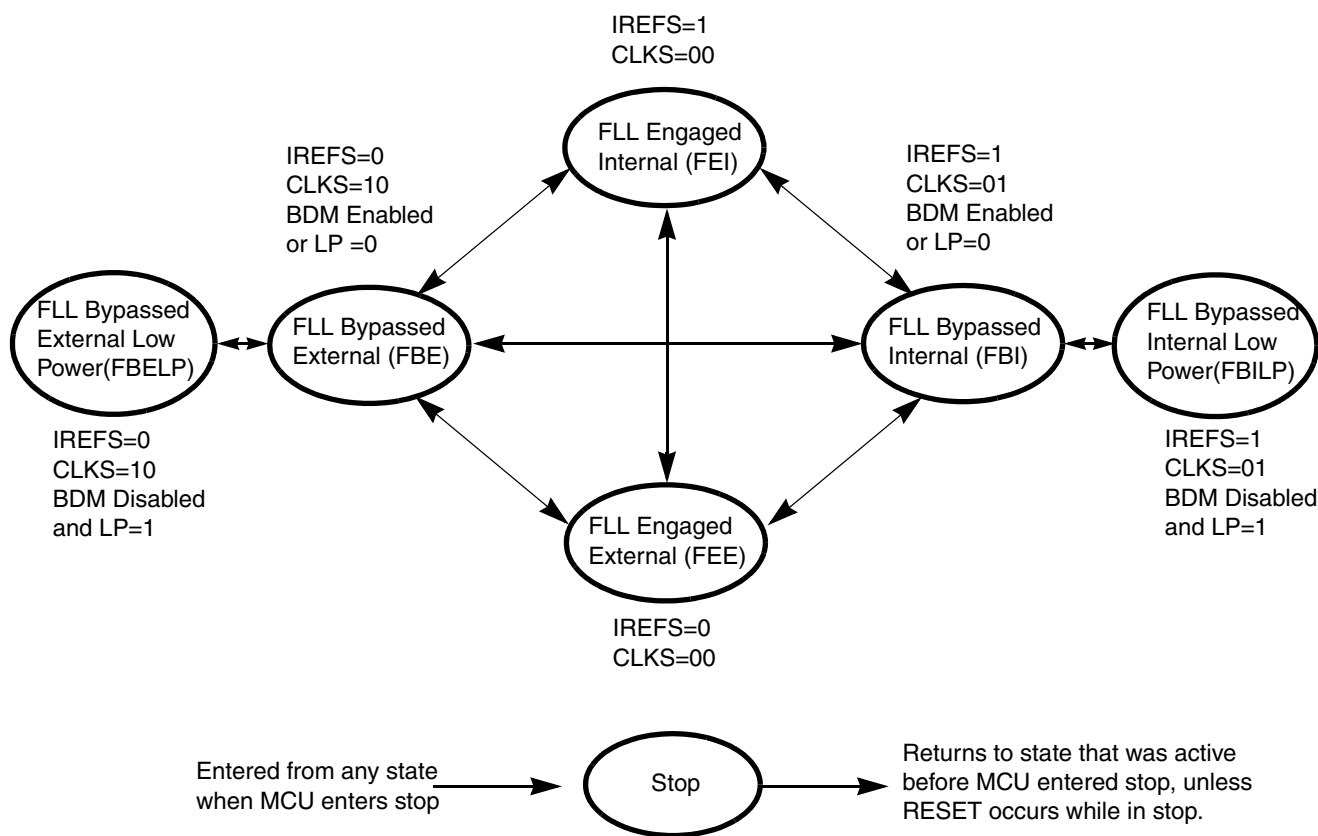 IREFS=1
CLKS=00
FLL Engaged
Internal (FEI)
IREFS=0
CLKS=10
BDM Enabled
or LP =0
IREFS=1
CLKS=01
BDM Enabled
or LP=0
FLL Bypassed
External Low
Power(FBELP)
FLL Bypassed
External (FBE)
FLL Bypassed
Internal (FBI)
FLL Bypassed
Internal Low
Power(FBILP)
IREFS=0
CLKS=10
BDM Disabled
and LP=1
IREFS=1
CLKS=01
BDM Disabled
and LP=1
FLL Engaged
External (FEE)
IREFS=0
CLKS=00
Entered from any state
when MCU enters stop
Stop
Returns to state that was active
before MCU entered stop, unless
RESET occurs while in stop.